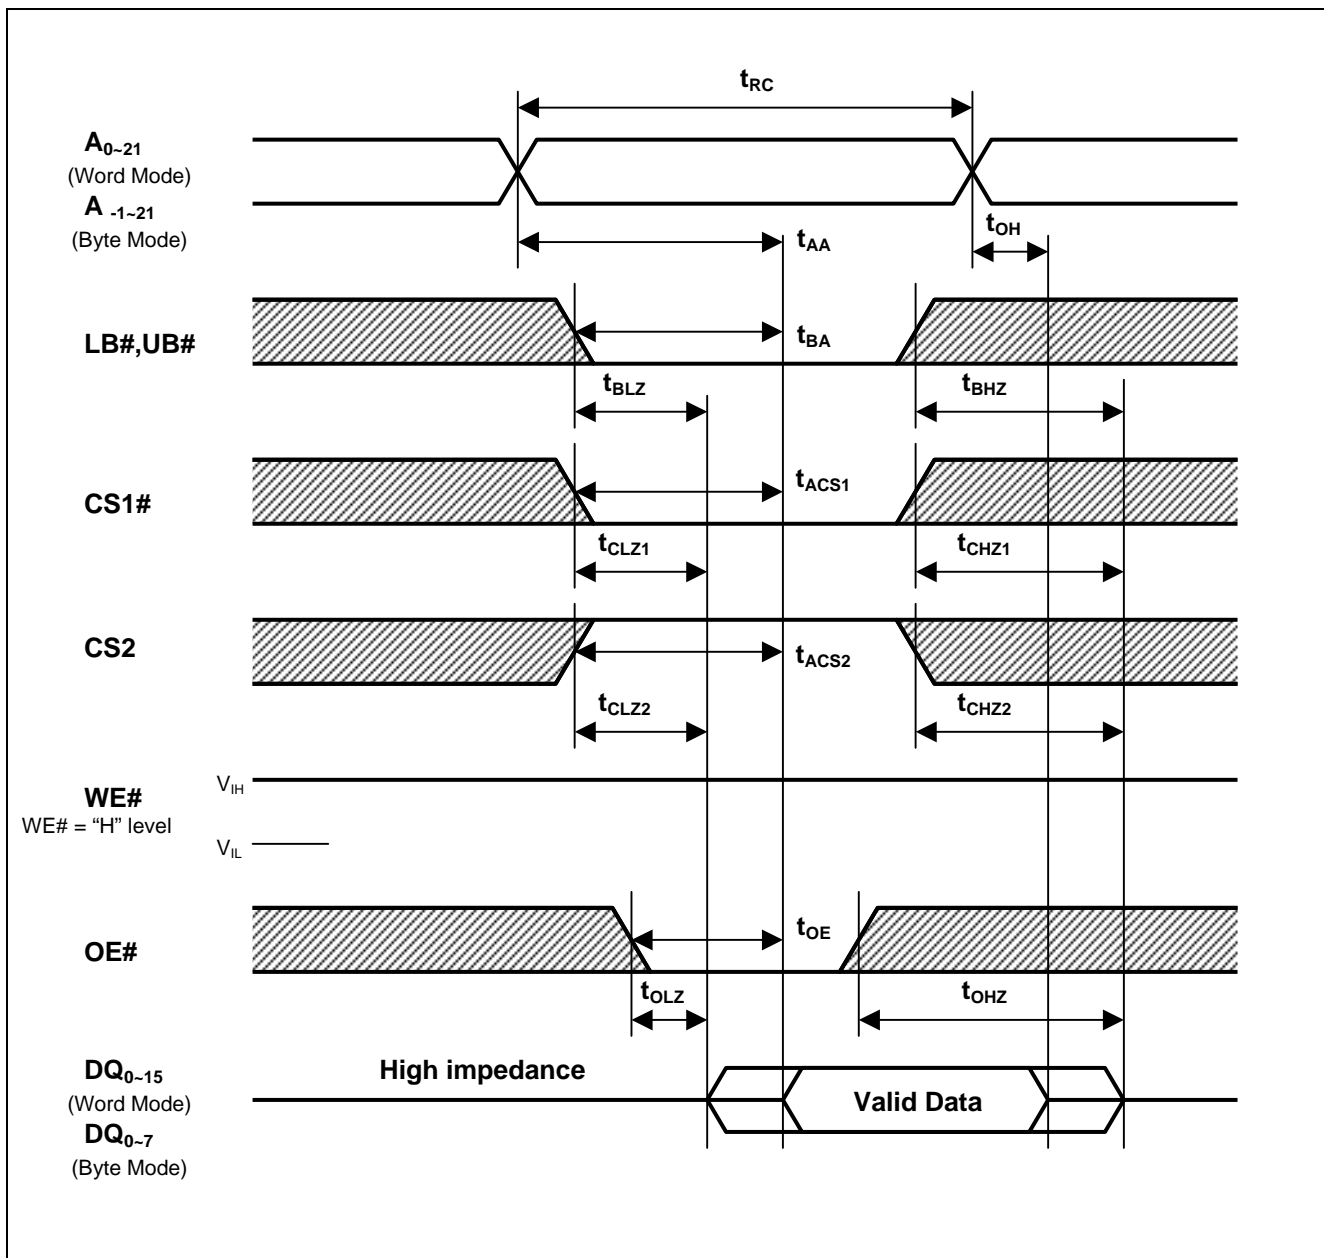 tRC
A0~21
(Word Mode)
A -1~21
(Byte Mode)
tAA
tOH
LB#,UB#
tBA
tBLZ
tBHZ
CS1#
tACS1
tCLZ1
tCHZ1
CS2
tACS2
tCLZ2
tCHZ2
WE#
WE# = “H” level
VIH
VIL
OE#
tOE
tOLZ
tOHZ
DQ0~15
(Word Mode)
DQ0~7
(Byte Mode)
High impedance
Valid Data